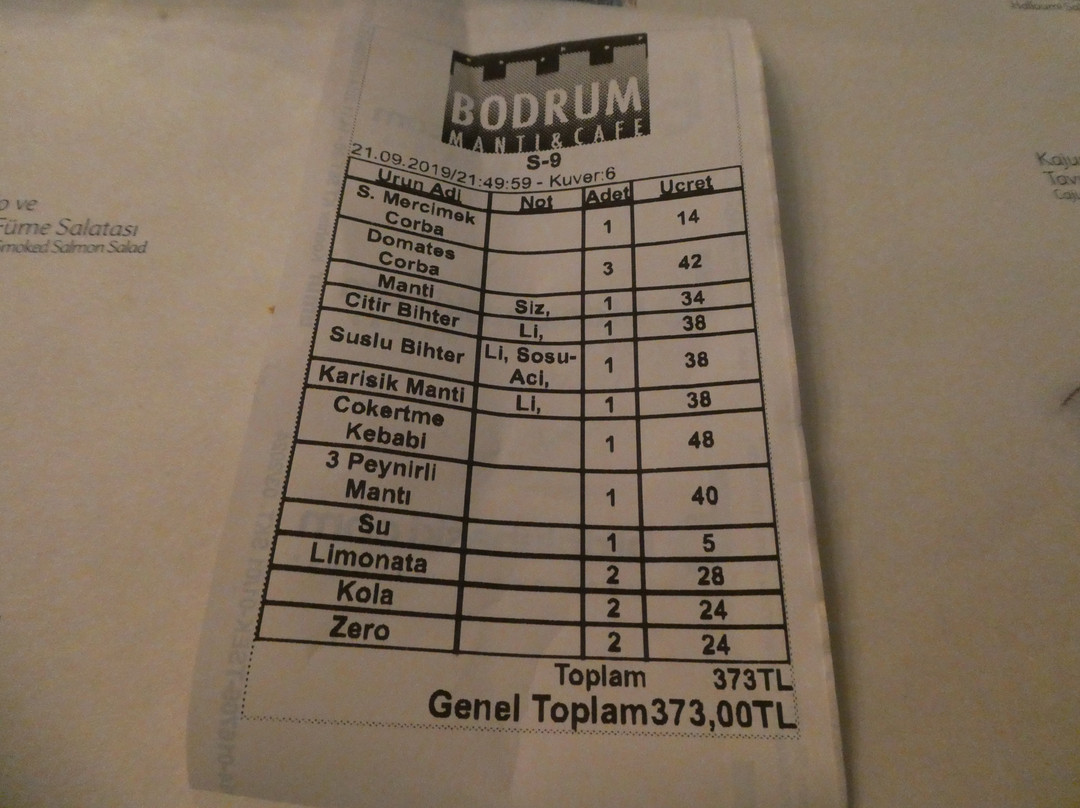 BODRUM
MANTI & CAFE
S-9
21.09.2019/21:49:59 - Kuver:6
Urun Adi Not Adet Ucret
S. Mercimek
Corba 1 14
Domates
Corba 3 42
Manti Siz, 1 34
Citir Bihter Li, 1 38
Suslu Bihter Li, Sosu-
Aci, 1 38
Karisik Manti Li, 1 38
Cokertme
Kebabi 1 48
3 Peynirli
Mantı 1 40
Su 1 5
Limonata 2 28
Kola 2 24
Zero 2 24
Toplam 373TL
Genel Toplam 373,00TL
ve
Füme Salatası
Smoked Salmon Salad